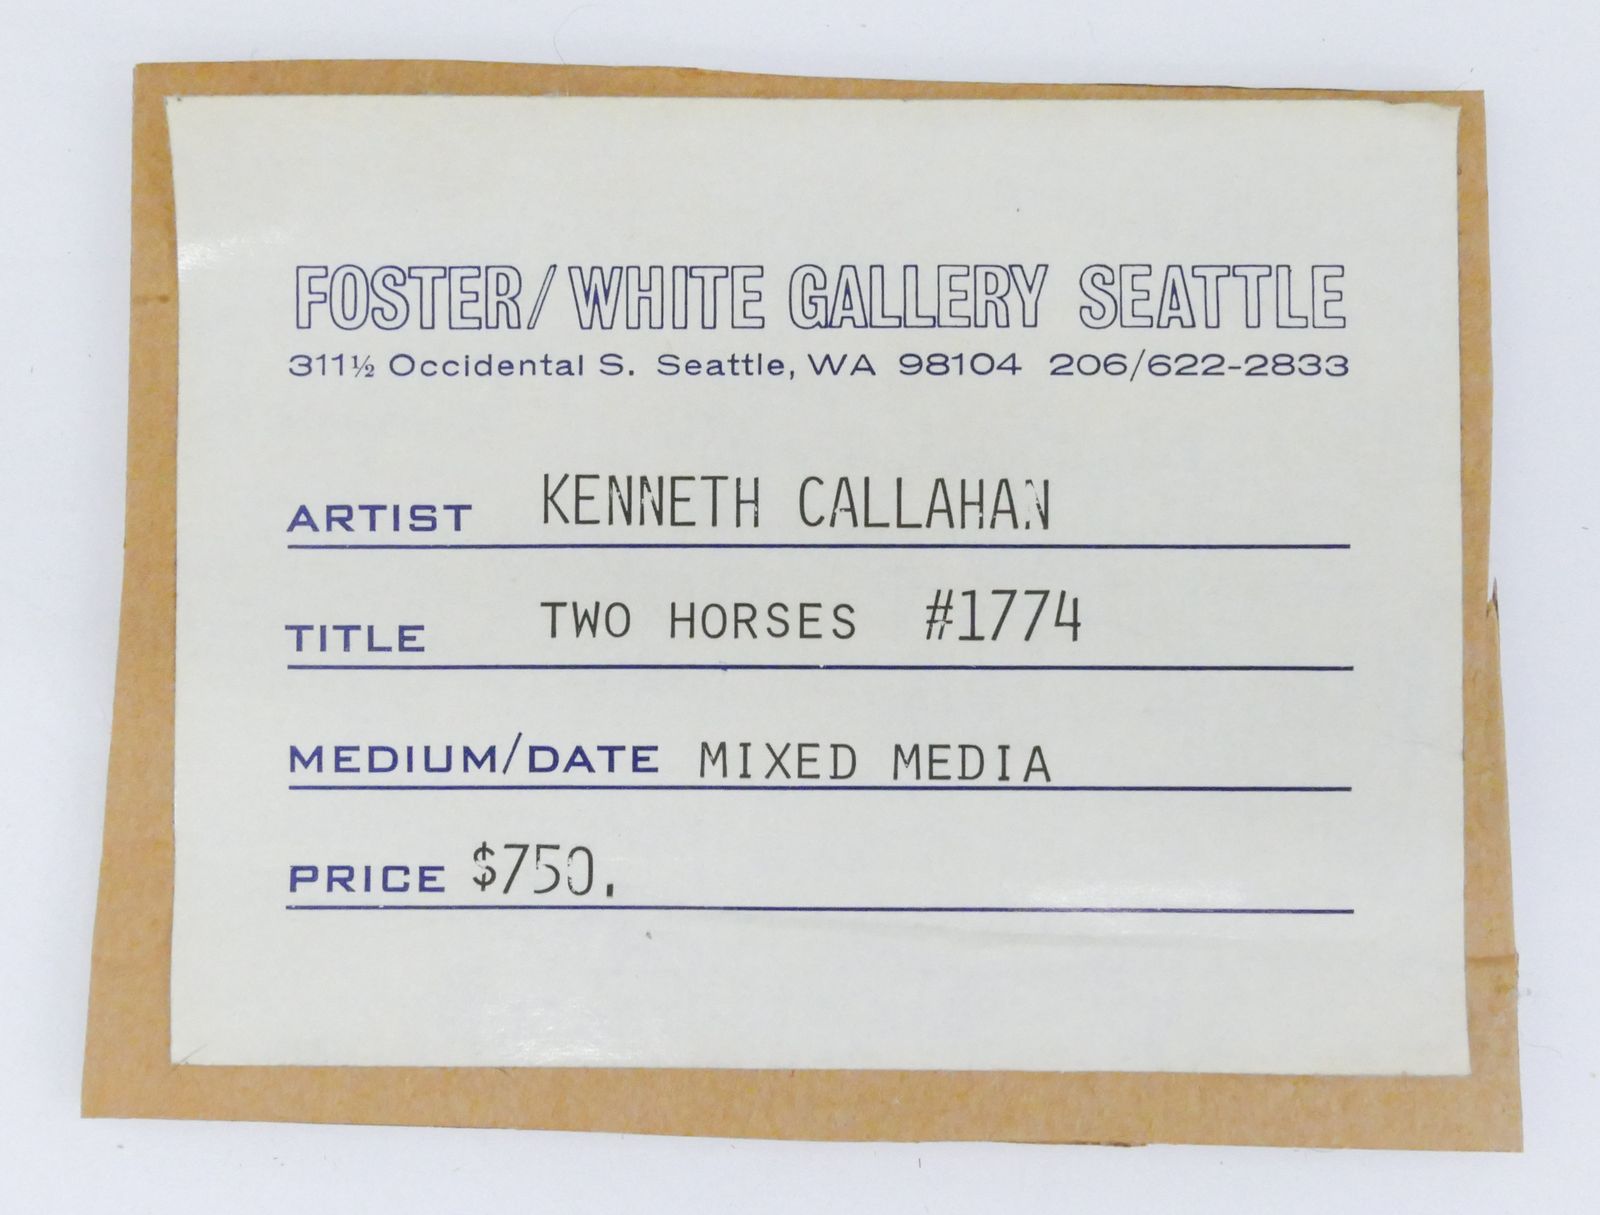 FOSTER/WHITE GALLERY SEATTLE
311½ Occidental S. Seattle, WA 98104 206/622-2833
ARTIST KENNETH CALLAHAN
TITLE TWO HORSES #1774
MEDIUM/DATE MIXED MEDIA
PRICE $750.